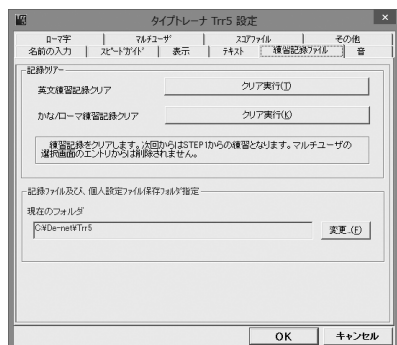 タイプトレーナ Trr5 設定
ローマ字 マルチユーザ スコアファイル その他
名前の入力 スピードガイド 表示 テキスト 練習記録ファイル 音
記録クリアー
英文練習記録クリア クリア実行(T)
かな/ローマ練習記録クリア クリア実行(K)
練習記録をクリアします。次回からはSTEP1からの練習となります。マルチユーザの
選択画面のエントリからは削除されません。
記録ファイル及び、個人設定ファイル保存フォルダ指定
現在のフォルダ
C:¥De-net¥Trr5 変更..(F)
OK キャンセル